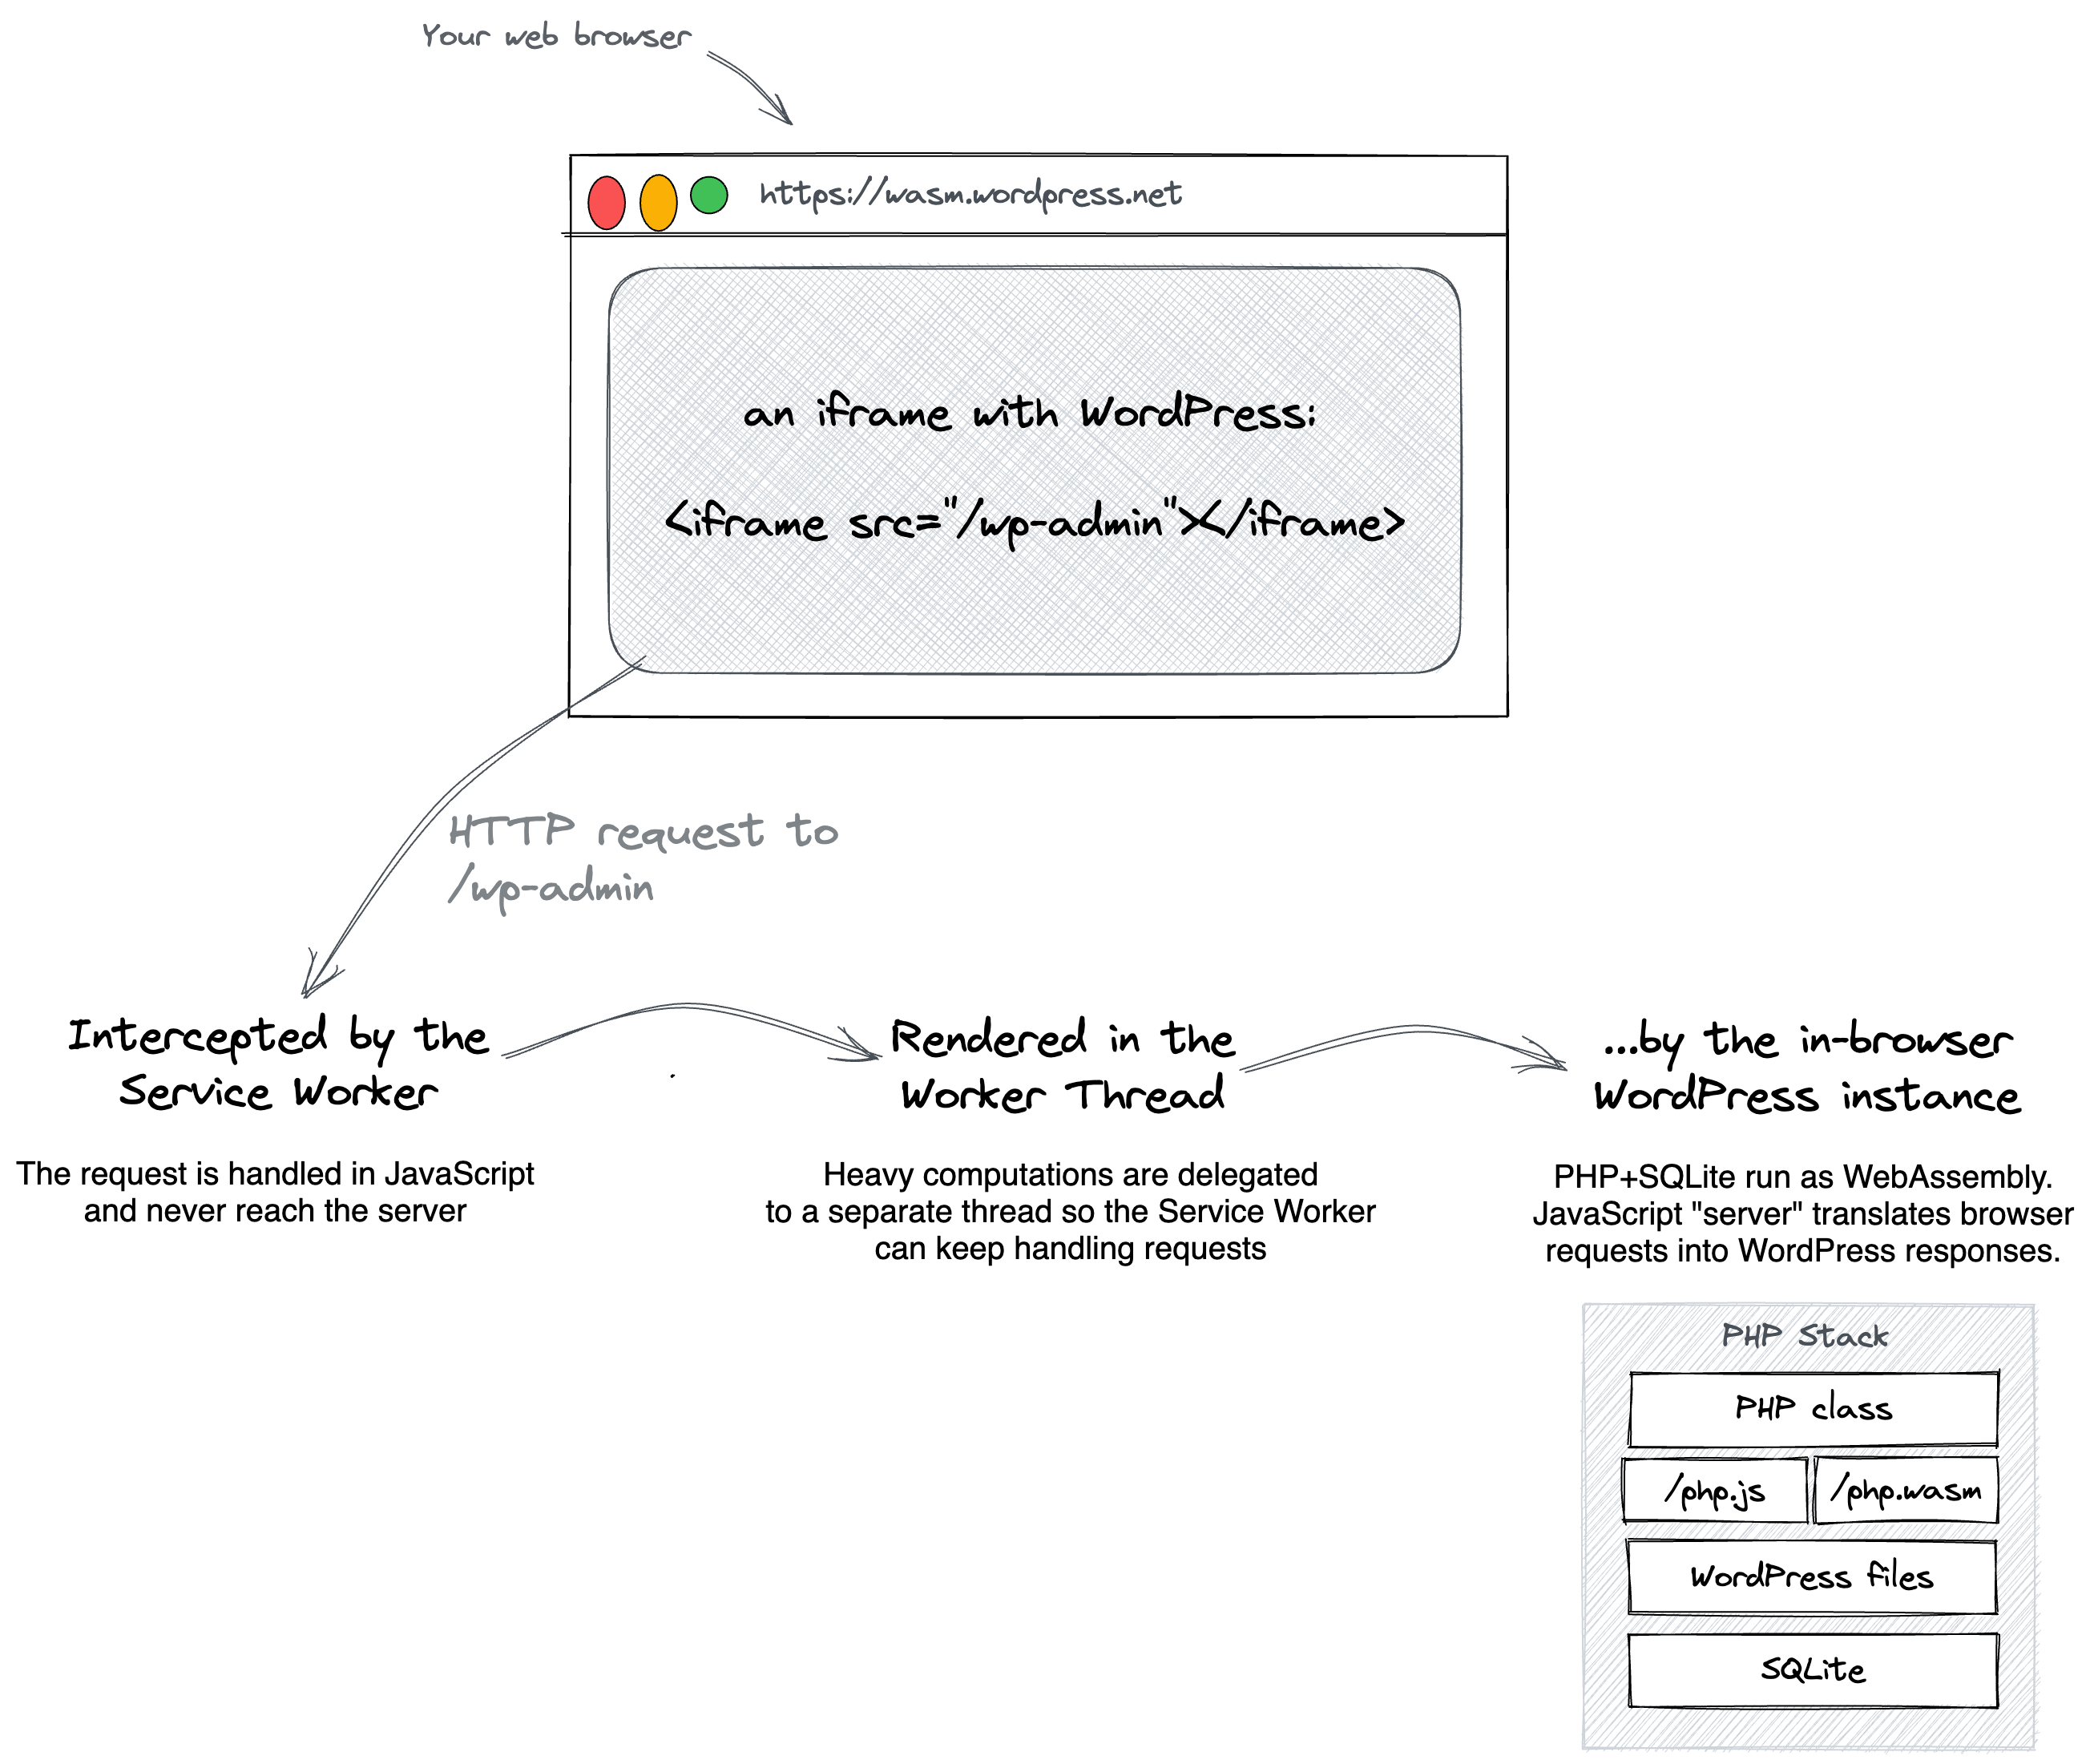 Your web browser
https://wasm.wordpress.net
an iframe with WordPress:
<iframe src="/wp-admin"></iframe>
HTTP request to
/wp-admin
Intercepted by the
Service Worker
The request is handled in JavaScript
and never reach the server
Rendered in the
Worker Thread
Heavy computations are delegated
to a separate thread so the Service Worker
can keep handling requests
...by the in-browser
WordPress instance
PHP+SQLite run as WebAssembly.
JavaScript "server" translates browser
requests into WordPress responses.
PHP Stack
PHP class
/php.js
/php.wasm
WordPress files
SQLite